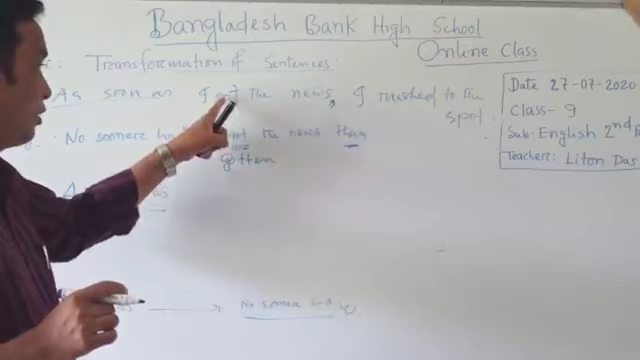 Bangladesh Bank High School
Online Class
Transformation of Sentences:
As soon as I got the news, I rushed to the
spot.
No sooner the news than
gotten
A
No sooner had
Date 27-07-2020
Class- 9
Sub: English 2nd
Teacher: Liton Das